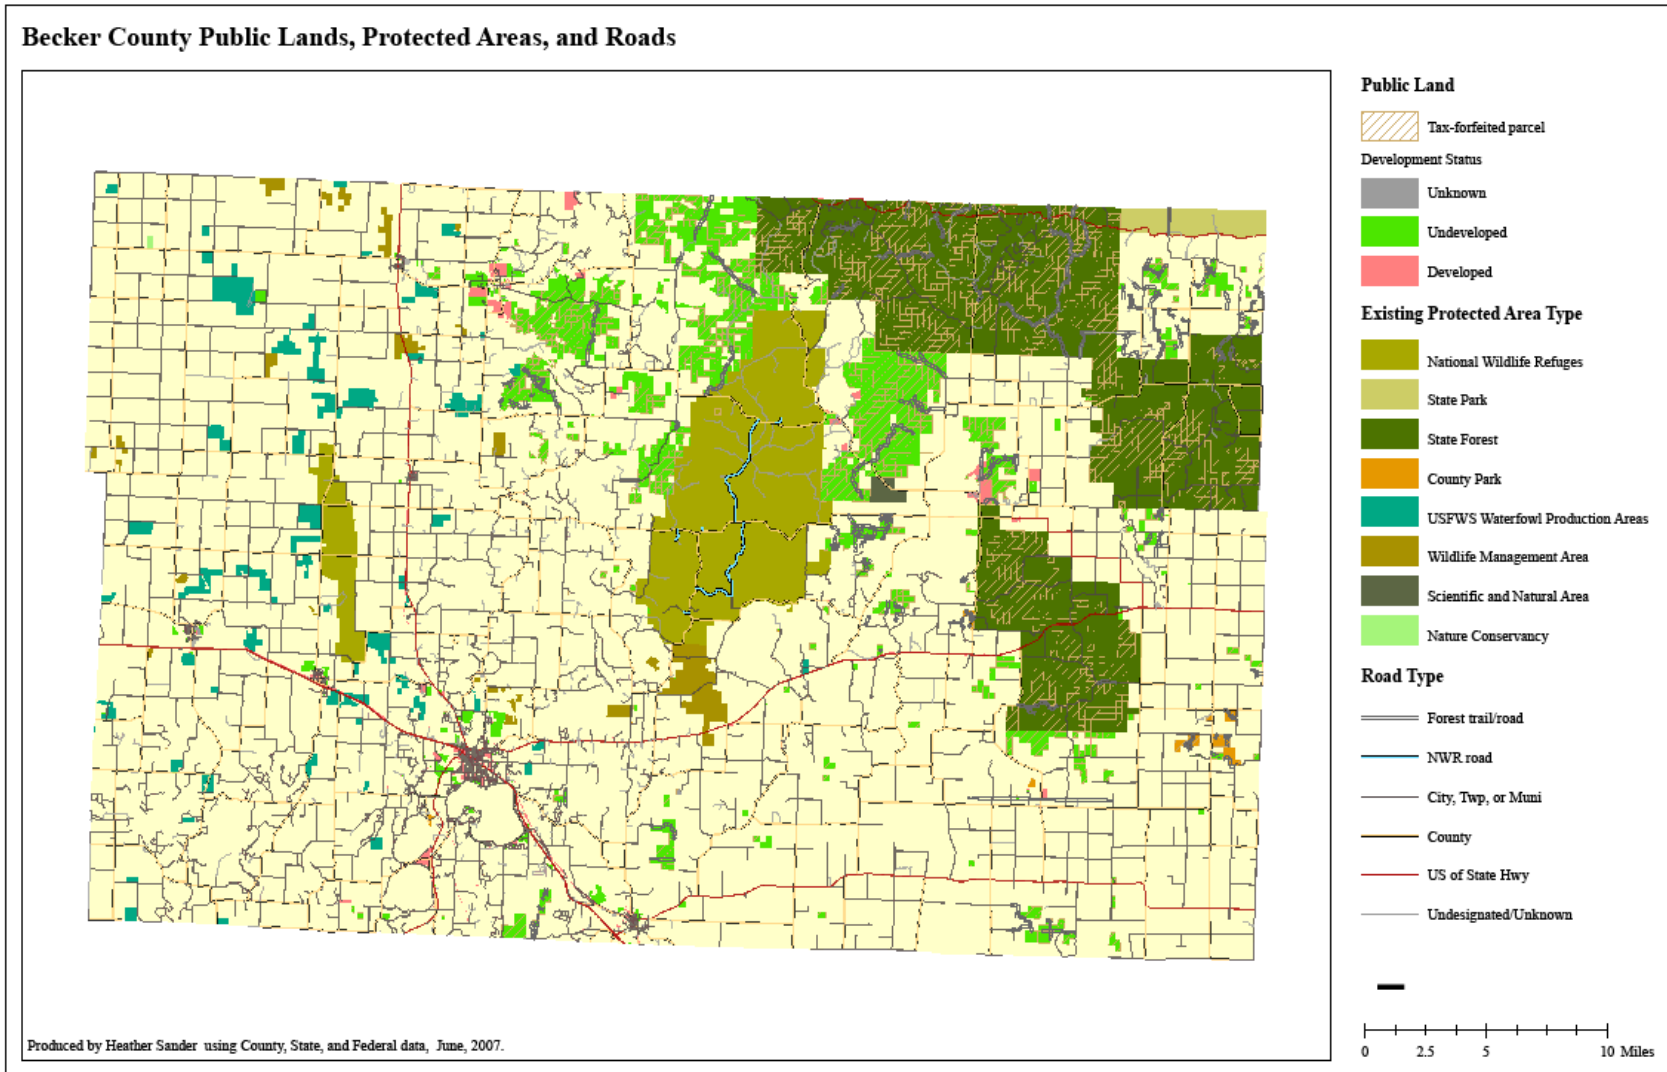 Becker County Public Lands, Protected Areas, and Roads
Public Land
Tax-forfeited parcel
Development Status
Unknown
Undeveloped
Developed
Existing Protected Area Type
National Wildlife Refuges
State Park
State Forest
County Park
USFWS Waterfowl Production Areas
Wildlife Management Area
Scientific and Natural Area
Nature Conservancy
Road Type
Forest trail/road
NWR road
City, Twp, or Muni
County
US of State Hwy
Undesignated/Unknown
0 2.5 5 10 Miles
Produced by Heather Sander using County, State, and Federal data, June, 2007.